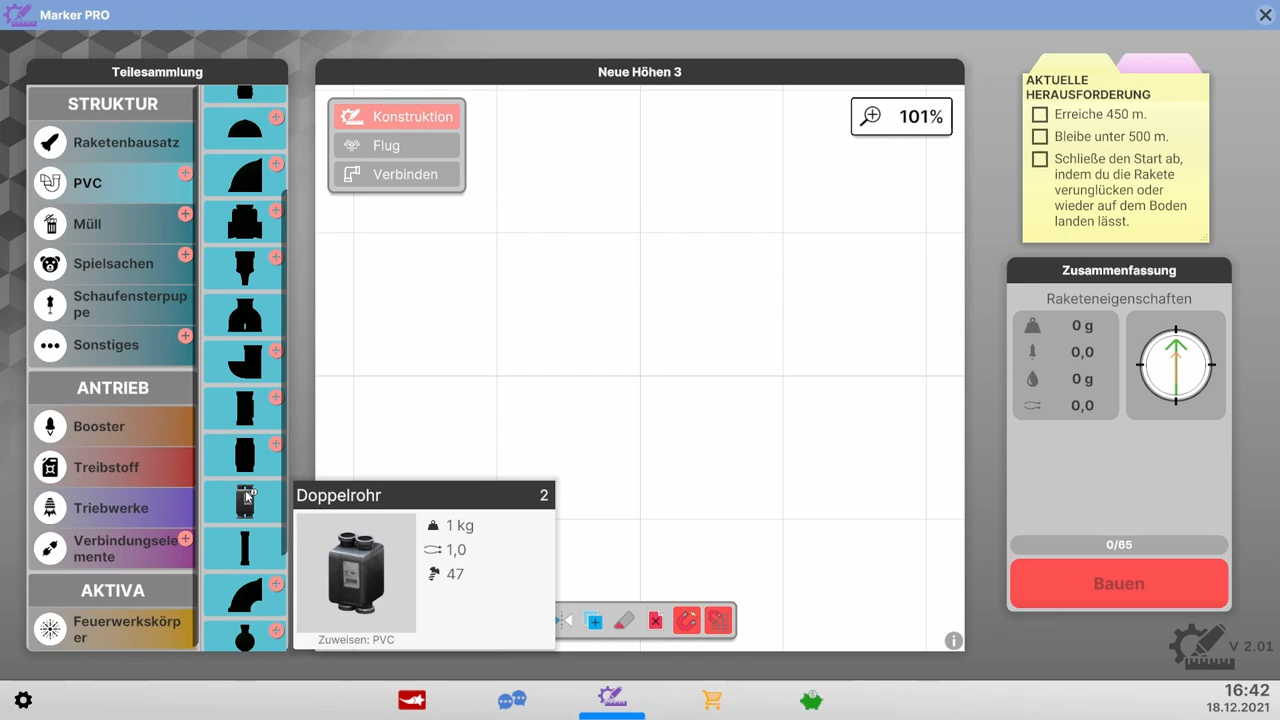 Marker PRO
Teilesammlung
STRUKTUR
Raketenbausatz
PVC
Müll
Spielsachen
Schaufensterpup
pe
Sonstiges
ANTRIEB
Booster
Treibstoff
Triebwerke
Verbindungsele
mente
AKTIVA
Feuerwerkskörp
er
Neue Höhen 3
Konstruktion
Flug
Verbinden
101%
Doppelrohr 2
1 kg
1,0
47
Zuweisen: PVC
AKTUELLE
HERAUSFORDERUNG
Erreiche 450 m.
Bleibe unter 500 m.
Schließe den Start ab,
indem du die Rakete
verunglücken oder
wieder auf dem Boden
landen lässt.
Zusammenfassung
Raketeneigenschaften
0 g
0,0
0 g
0,0
0/65
Bauen
V 2.01
16:42
18.12.2021